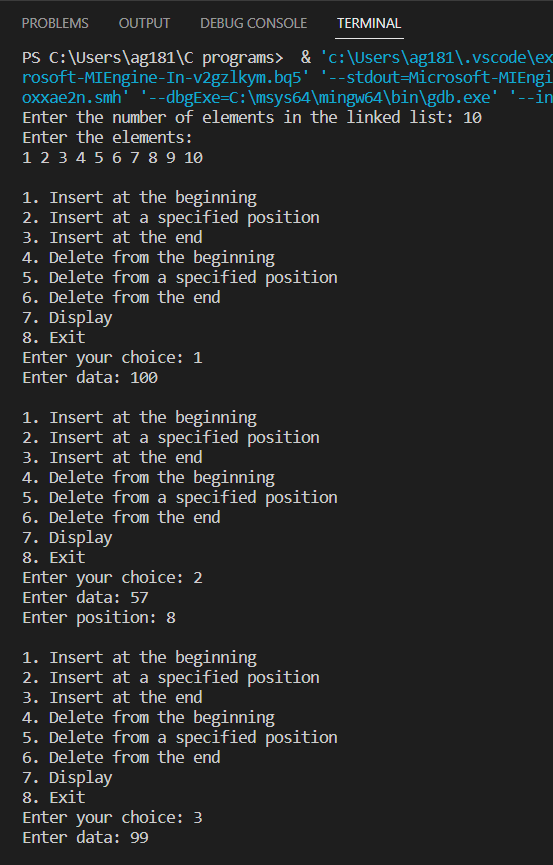 PROBLEMS OUTPUT DEBUG CONSOLE TERMINAL
PS C:\Users\ag181\C programs>  & 'c:\Users\ag181\.vscode\ex
rosoft-MIEngine-In-v2gzlkym.bq5' '--stdout=Microsoft-MIEngi
oxxae2n.smh' '--dbgExe=C:\msys64\mingw64\bin\gdb.exe' '--in
Enter the number of elements in the linked list: 10
Enter the elements:
1 2 3 4 5 6 7 8 9 10
1. Insert at the beginning
2. Insert at a specified position
3. Insert at the end
4. Delete from the beginning
5. Delete from a specified position
6. Delete from the end
7. Display
8. Exit
Enter your choice: 1
Enter data: 100
1. Insert at the beginning
2. Insert at a specified position
3. Insert at the end
4. Delete from the beginning
5. Delete from a specified position
6. Delete from the end
7. Display
8. Exit
Enter your choice: 2
Enter data: 57
Enter position: 8
1. Insert at the beginning
2. Insert at a specified position
3. Insert at the end
4. Delete from the beginning
5. Delete from a specified position
6. Delete from the end
7. Display
8. Exit
Enter your choice: 3
Enter data: 99